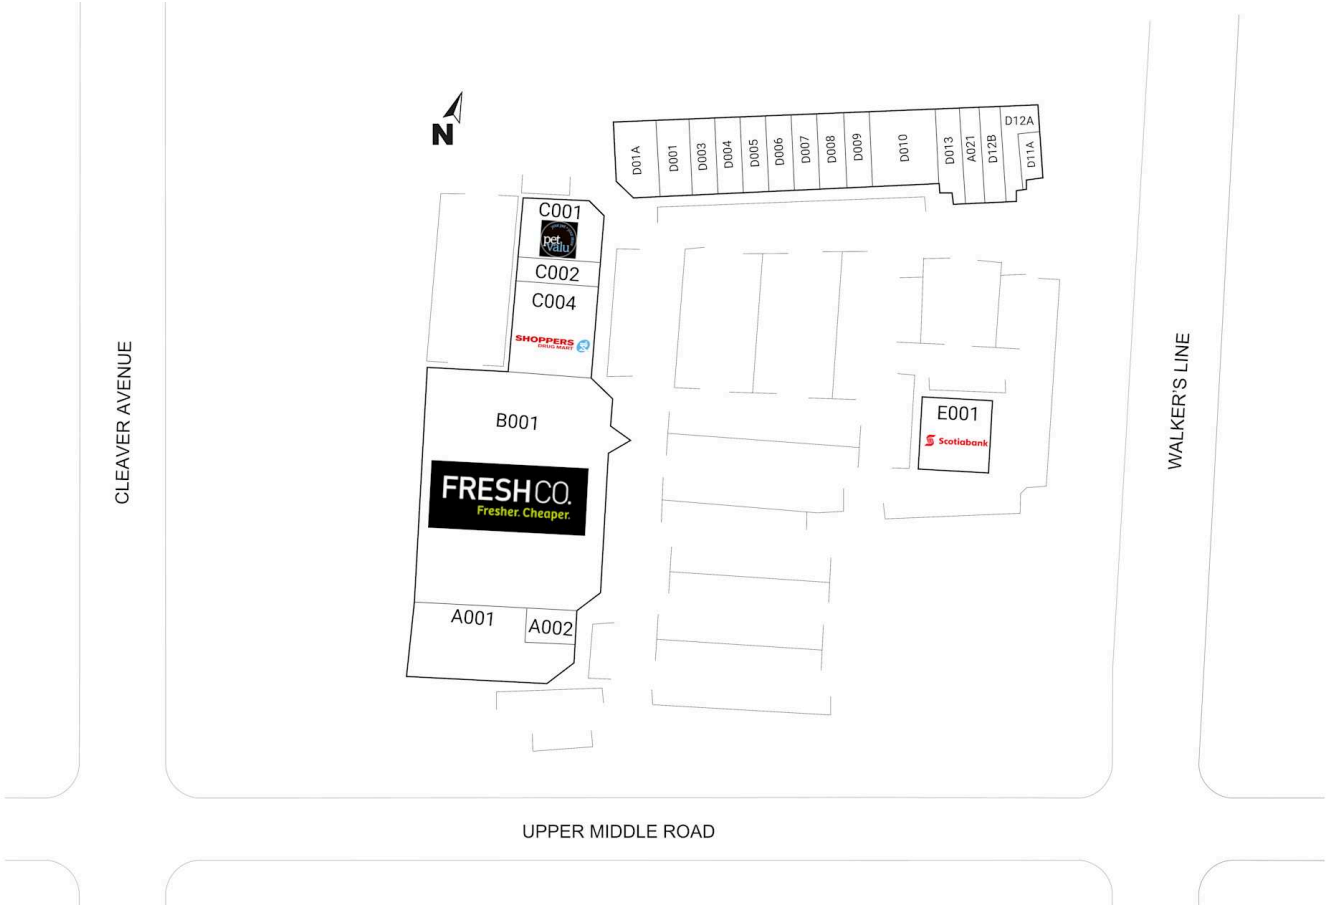 N
D01A
D001
D003
D004
D005
D006
D007
D008
D009
D010
D013
A021
D12B
D12A
D11A
C001
pet
valu
C002
C004
SHOPPERS
DRUG MART
B001
FRESHCO.
Fresher. Cheaper.
A001
A002
E001
Scotiabank
CLEAVER AVENUE
WALKER'S LINE
UPPER MIDDLE ROAD